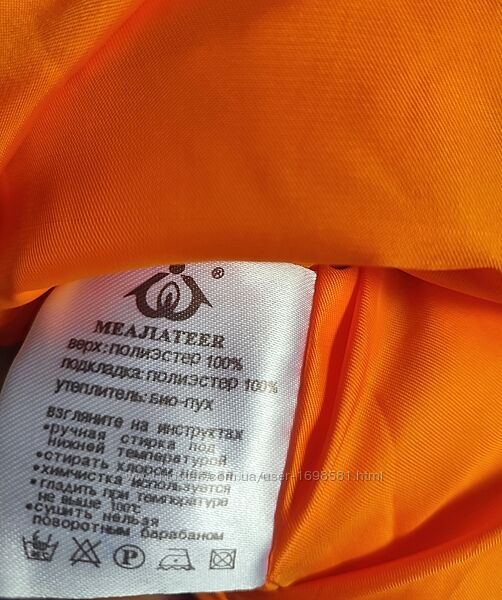 ®
MEAJIATEER
верх: полиэстер 100%
подкладка: полиэстер 100%
утеплитель: био-пух
взгляните на инструктах
• ручная стирка под
нижней температурой
• стирать хлором нельзя
• химчистка используется
• гладить при температуре
не выше 100°c
• сушить нельзя
поворотным барабаном
P